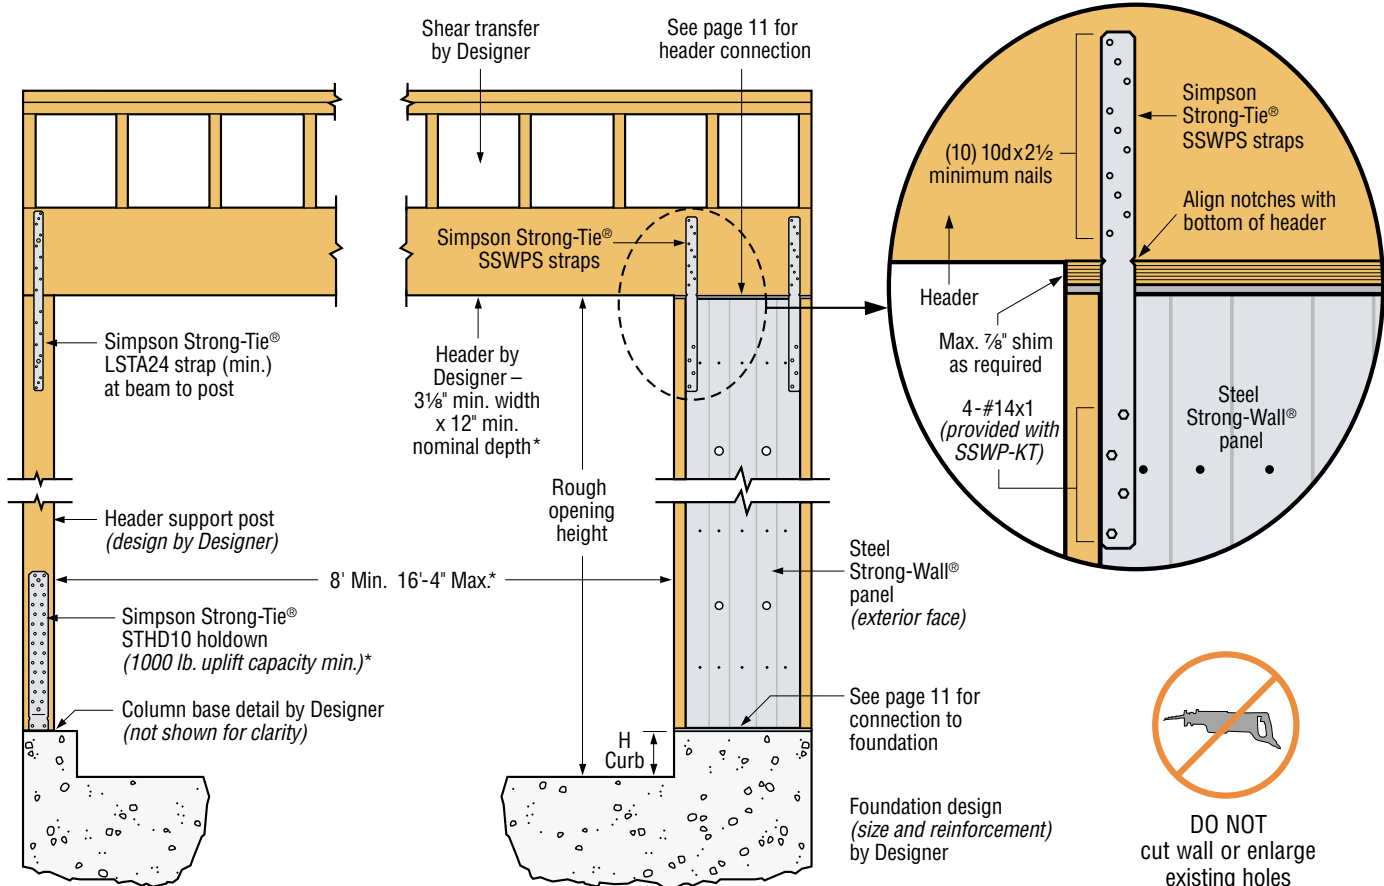 Shear transfer
by Designer
See page 11 for
header connection
Simpson Strong-Tie®
SSWPS straps
Simpson Strong-Tie®
LSTA24 strap (min.)
at beam to post
Header by
Designer –
3⅛" min. width
x 12" min.
nominal depth*
Rough
opening
height
Header support post
(design by Designer)
8' Min. 16'-4" Max.*
Simpson Strong-Tie®
STHD10 holdown
(1000 lb. uplift capacity min.)*
Column base detail by Designer
(not shown for clarity)
H
Curb
Steel
Strong-Wall®
panel
(exterior face)
See page 11 for
connection to
foundation
Foundation design
(size and reinforcement)
by Designer
Simpson
Strong-Tie®
SSWPS straps
(10) 10d x 2½
minimum nails
Align notches with
bottom of header
Header
Max. ⅞" shim
as required
4-#14x1
(provided with
SSWP-KT)
Steel
Strong-Wall®
panel
DO NOT
cut wall or enlarge
existing holes